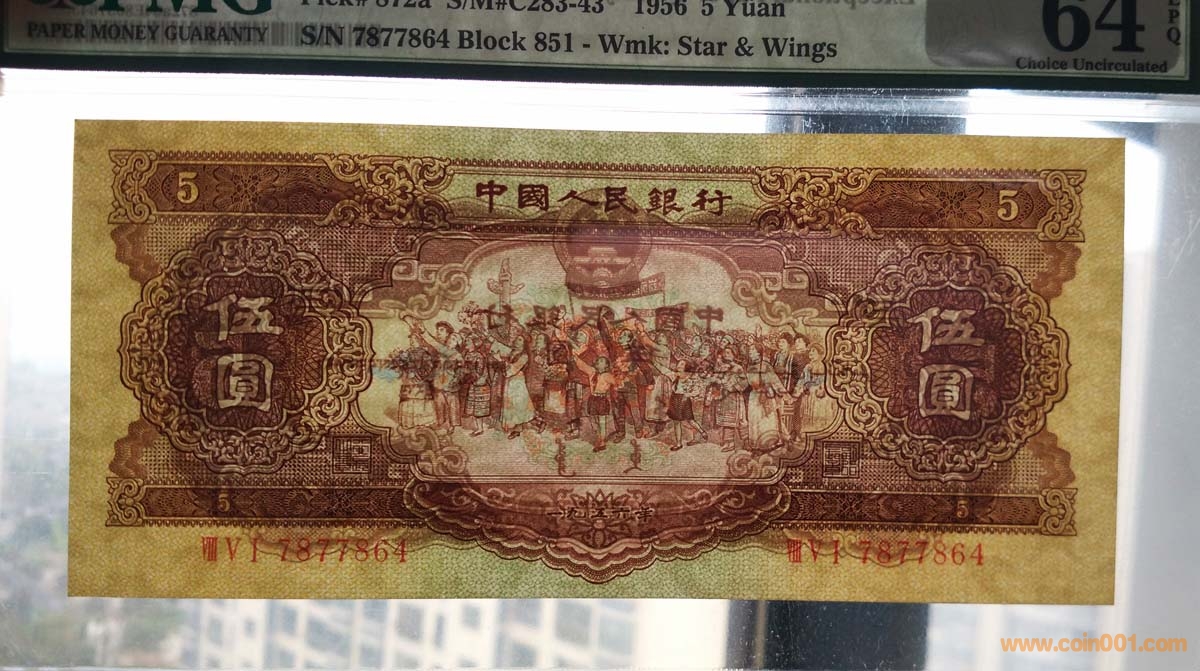 PMG Pick# 872a S/M#C283-43 1956 5 Yüan 64 EPQ
PAPER MONEY GUARANTY S/N 7877864 Block 851 - Wmk: Star & Wings Choice Uncirculated
5 中國人民銀行 5
伍圓 伍圓
5 一九五六年 5
VIII V I 7877864 VIII V I 7877864
www.coin001.com